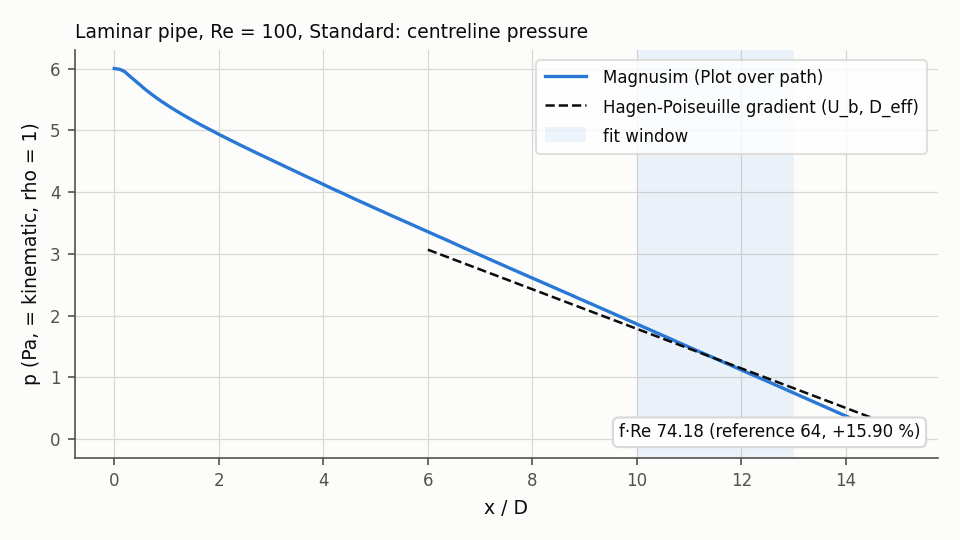 Laminar pipe, Re = 100, Standard: centreline pressure
p (Pa, = kinematic, rho = 1)
6
5
4
3
2
1
0
Magnusim (Plot over path)
Hagen-Poiseuille gradient (U_b, D_eff)
fit window
f·Re 74.18 (reference 64, +15.90 %)
0 2 4 6 8 10 12 14
x / D